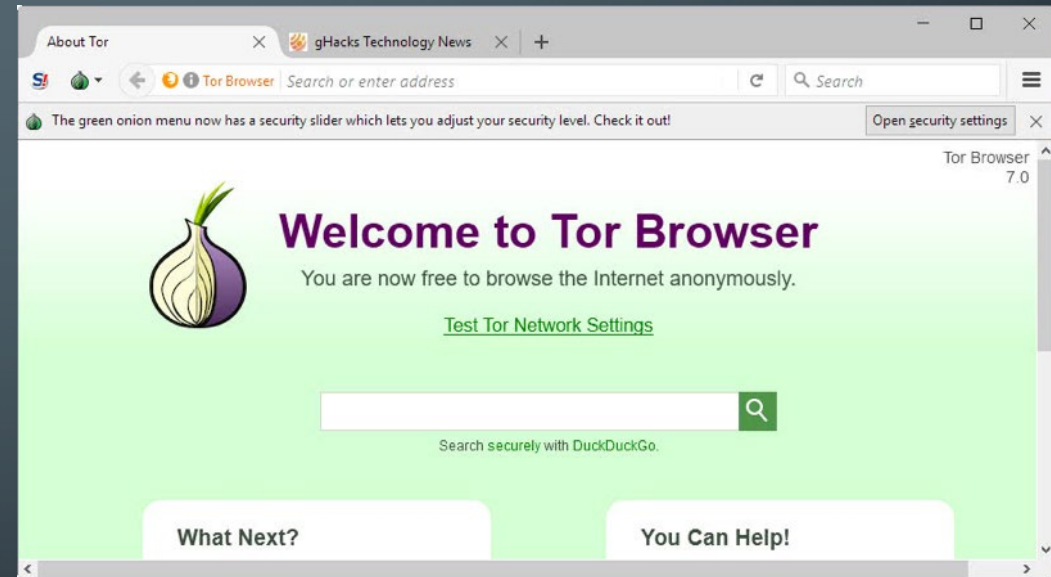 About Tor
gHacks Technology News
S!
Tor Browser
Search or enter address
Search
The green onion menu now has a security slider which lets you adjust your security level. Check it out!
Open security settings
Tor Browser
7.0
Welcome to Tor Browser
You are now free to browse the Internet anonymously.
Test Tor Network Settings
Search securely with DuckDuckGo.
What Next?
You Can Help!